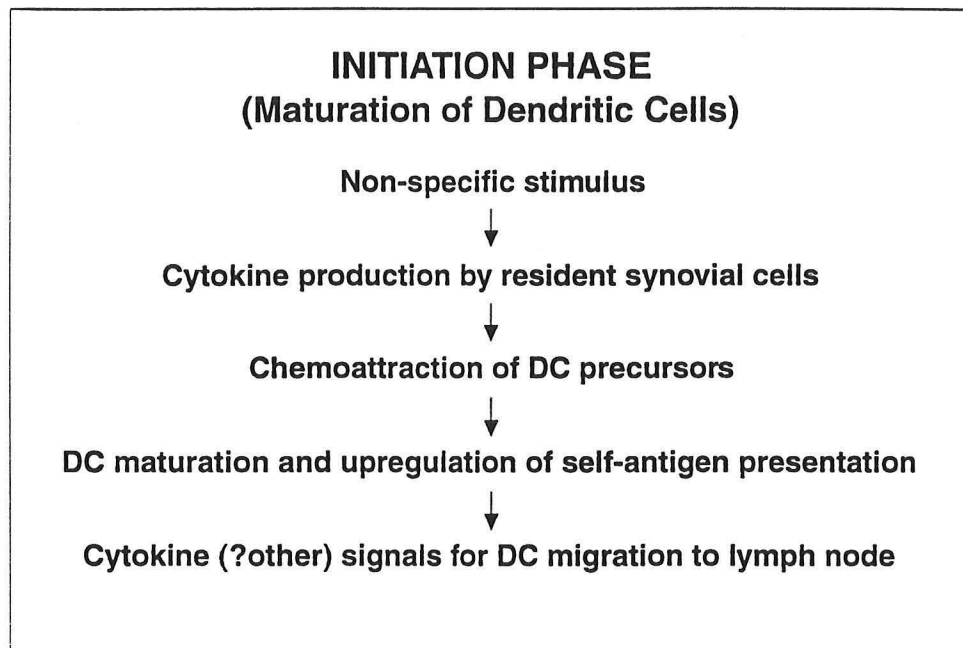 INITIATION PHASE
(Maturation of Dendritic Cells)
Non-specific stimulus
Cytokine production by resident synovial cells
Chemoattraction of DC precursors
DC maturation and upregulation of self-antigen presentation
Cytokine (?other) signals for DC migration to lymph node